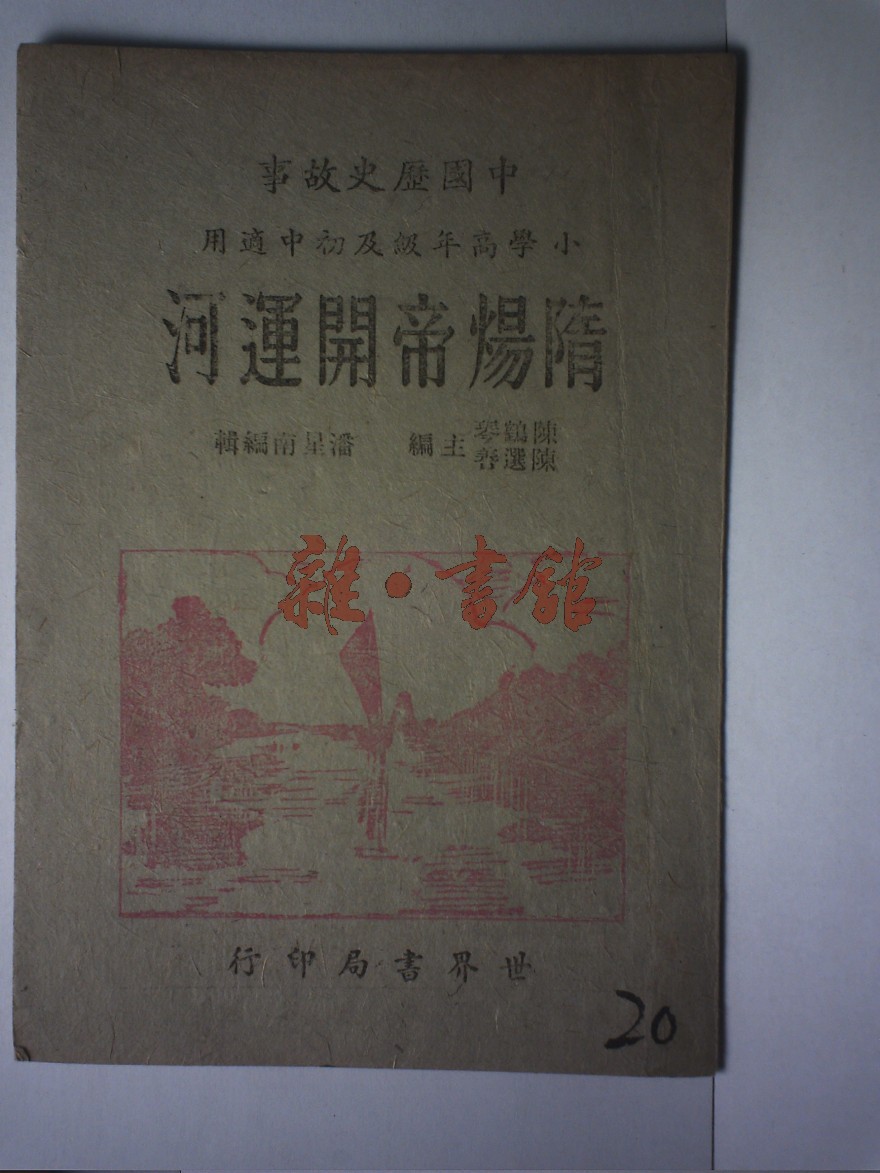 中國歷史故事
小學高年級及初中適用
隋煬帝開運河
陳鶴琴 陳選善 主編 潘星南編輯
雜·書館
世界書局印行
20